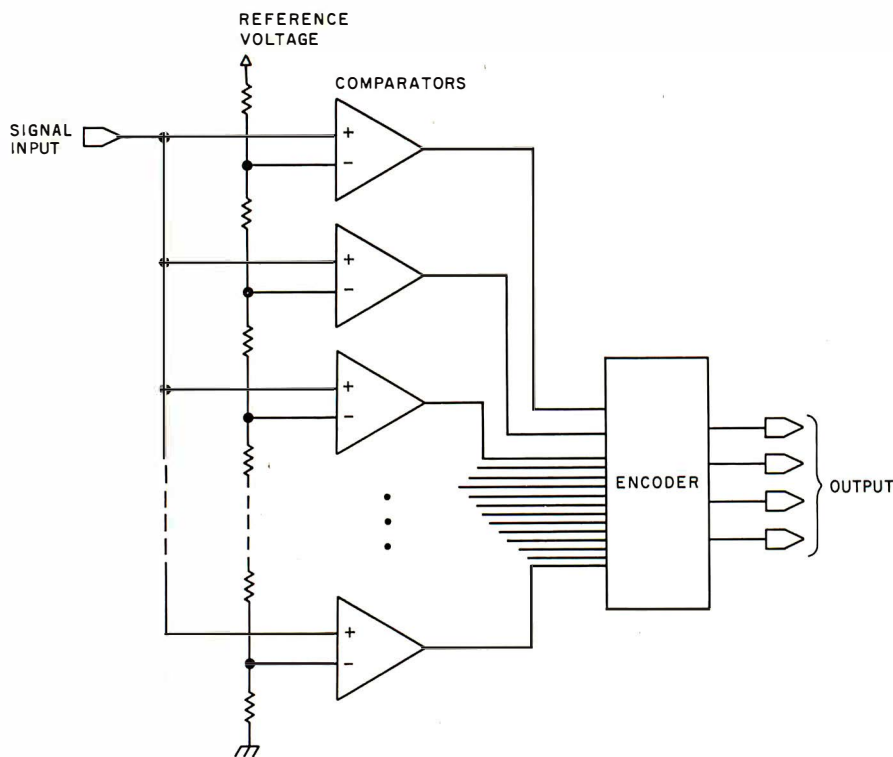 REFERENCE
VOLTAGE
COMPARATORS
SIGNAL
INPUT
+
−
+
−
+
−
ENCODER
OUTPUT
+
−